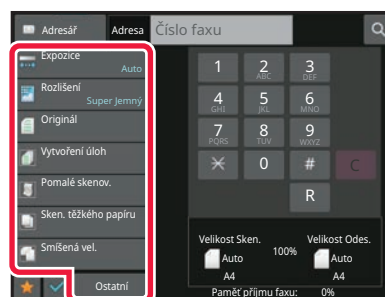 Adresář
Adresa
Číslo faxu
Expozice
Auto
Rozlišení
Super Jemný
Originál
Vytvoření úloh
Pomalé skenov.
Sken. těžkého papíru
Smíšená vel.
Ostatní
1
2 ABC
3 DEF
4 GHI
5 JKL
6 MNO
7 PQRS
8 TUV
9 WXYZ
0
#
C
R
Velikost Sken.
Auto
A4
100%
Velikost Odes.
Auto
A4
Paměť příjmu faxu: 0%